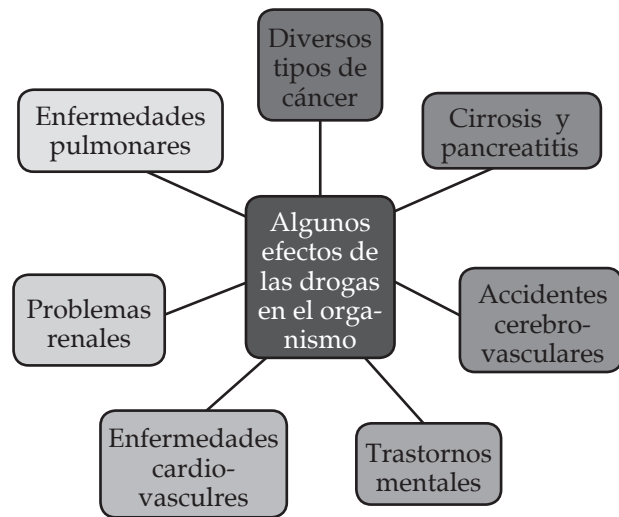 Diversos
tipos de
cáncer
Enfermedades
pulmonares
Cirrosis y
pancreatitis
Algunos
efectos de
las drogas
en el orga-
nismo
Problemas
renales
Accidentes
cerebro-
vasculares
Enfermedades
cardio-
vasculres
Trastornos
mentales